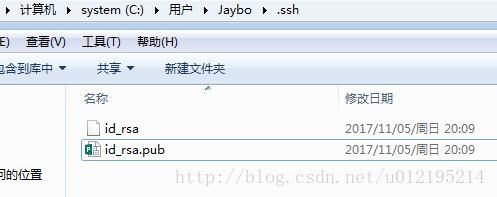 计算机 ▸ system (C:) ▸ 用户 ▸ Jaybo ▸ .ssh
(E) 查看(V) 工具(T) 帮助(H)
包含到库中 ▼ 共享 ▼ 新建文件夹
名称 修改日期
id_rsa 2017/11/05/周日 20:09
id_rsa.pub 2017/11/05/周日 20:09
问的位置
http://blog.csdn.net/u012195214